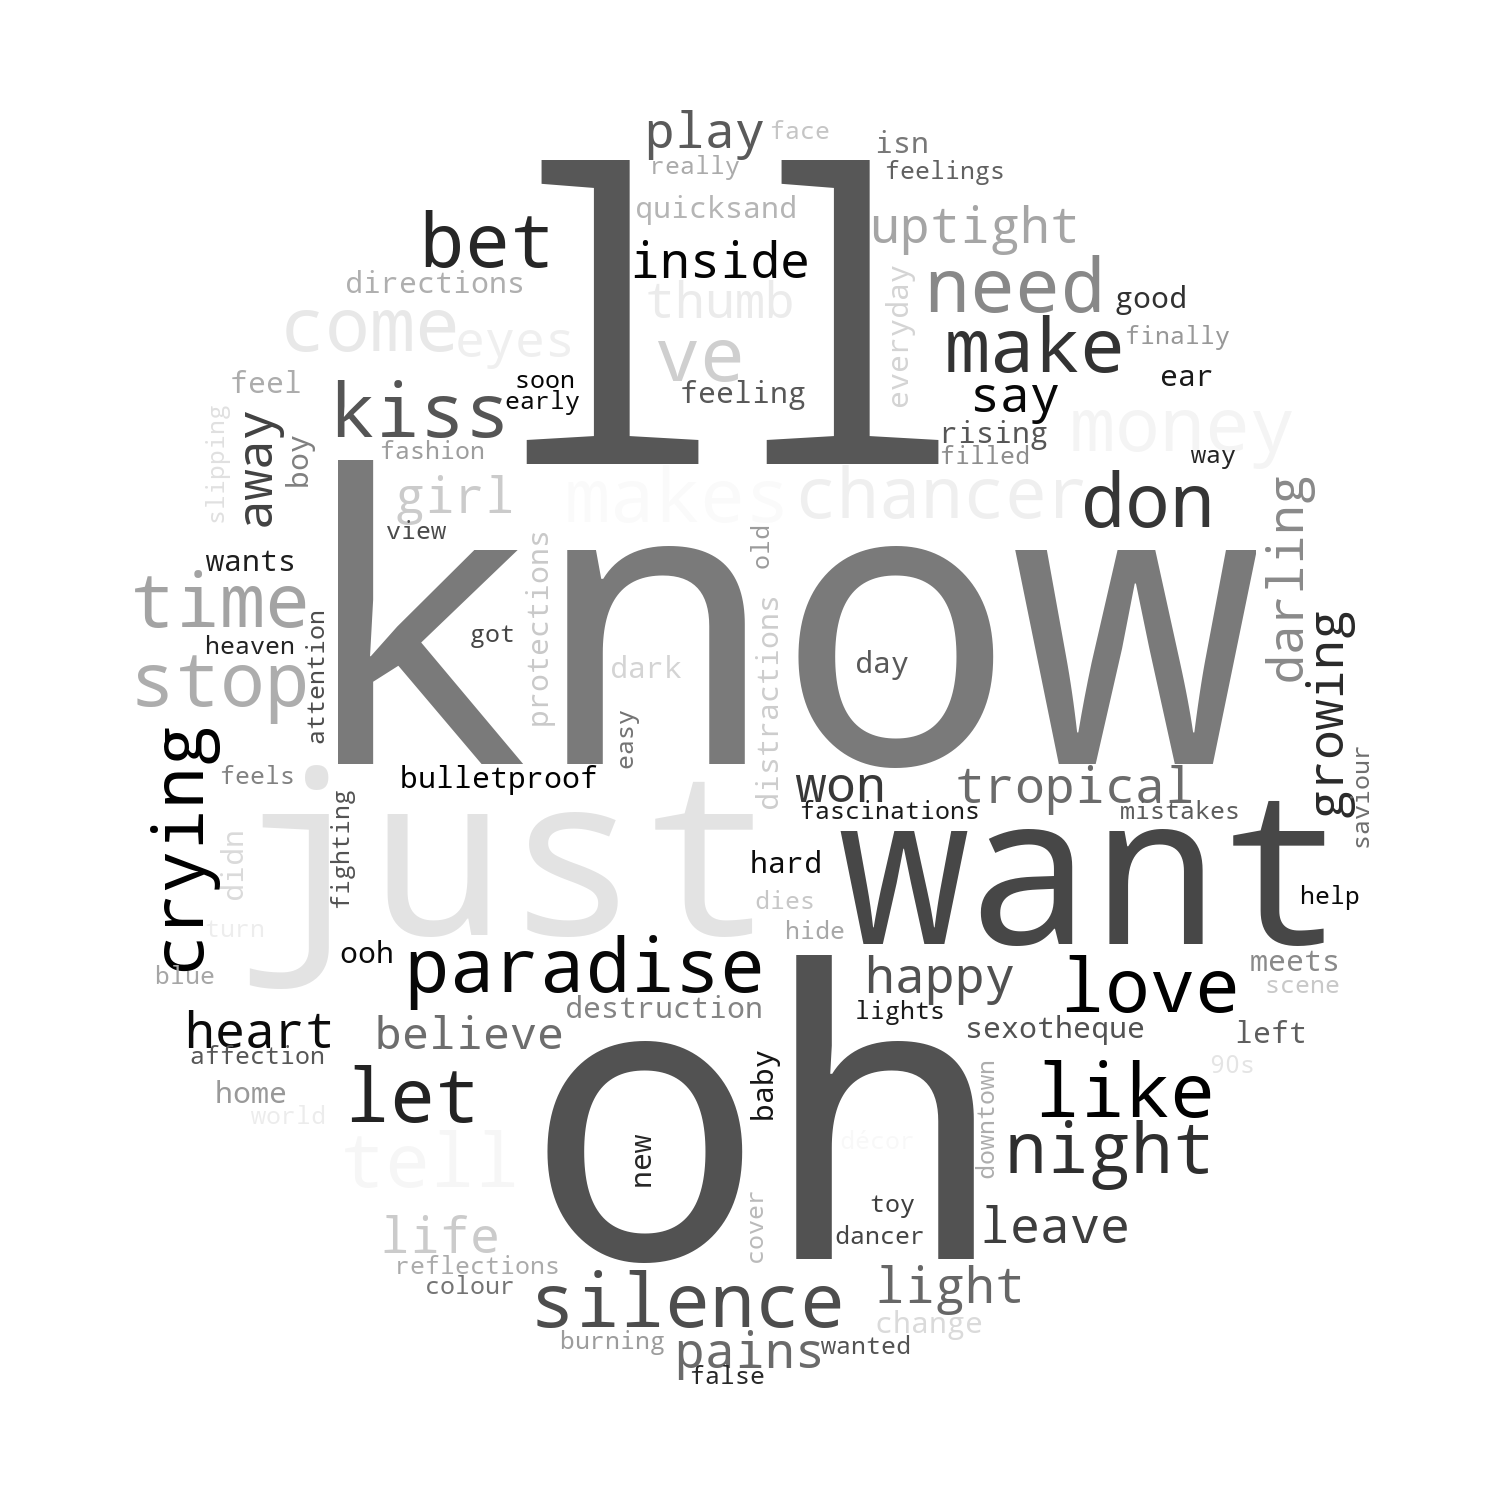 play
face
isn
really
feelings
ll
quicksand
uptight
bet
inside
directions
thumb
need
good
come
eyes
everyday
make
finally
ve
feel
soon
feeling
early
kiss
say
ear
money
slipping
away
boy
rising
fashion
filled
way
girl
makes
chancer
don
darling
view
protections
old
wants
time
know
got
day
dark
heaven
stop
attention
distractions
easy
growing
crying
feels
bulletproof
won
tropical
saviour
fighting
just
fascinations
mistakes
didn
hard
want
dies
help
turn
hide
ooh
paradise
happy
love
meets
blue
scene
destruction
lights
heart
believe
sexotheque
left
affection
90s
home
let
baby
oh
downtown
like
world
tell
new
décor
night
cover
toy
life
dancer
leave
reflections
colour
silence
light
change
burning
pains
wanted
false